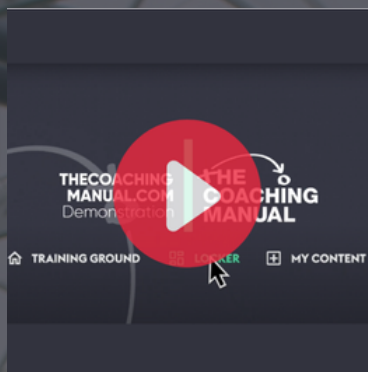 THECOACHING
MANUAL.COM
Demonstration
THE
COACHING
MANUAL
TRAINING GROUND
LOCKER
MY CONTENT